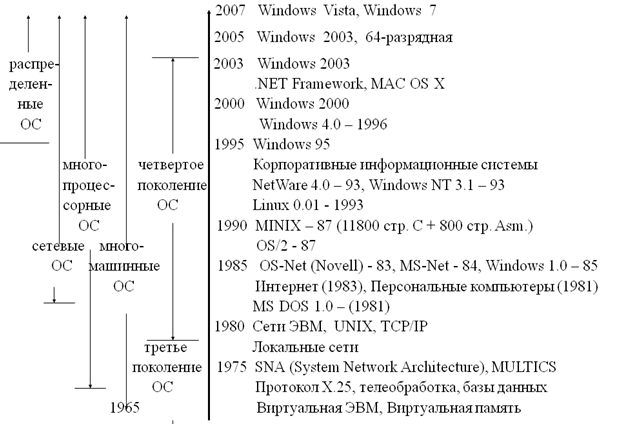 2007 Windows Vista, Windows 7
2005 Windows 2003, 64-разрядная
2003 Windows 2003
.NET Framework, MAC OS X
2000 Windows 2000
Windows 4.0 – 1996
1995 Windows 95
Корпоративные информационные системы
NetWare 4.0 – 93, Windows NT 3.1 – 93
Linux 0.01 - 1993
1990 MINIX – 87 (11800 стр. С + 800 стр. Asm.)
OS/2 - 87
1985 OS-Net (Novell) - 83, MS-Net - 84, Windows 1.0 – 85
Интернет (1983), Персональные компьютеры (1981)
MS DOS 1.0 – (1981)
1980 Сети ЭВМ, UNIX, TCP/IP
Локальные сети
1975 SNA (System Network Architecture), MULTICS
Протокол X.25, телеобработка, базы данных
Виртуальная ЭВМ, Виртуальная память
распре-
делен-
ные
ОС
много-
процес-
сорные
ОС
четвертое
поколение
ОС
сетевые
ОС
много-
машинные
ОС
третье
поколение
ОС
1965